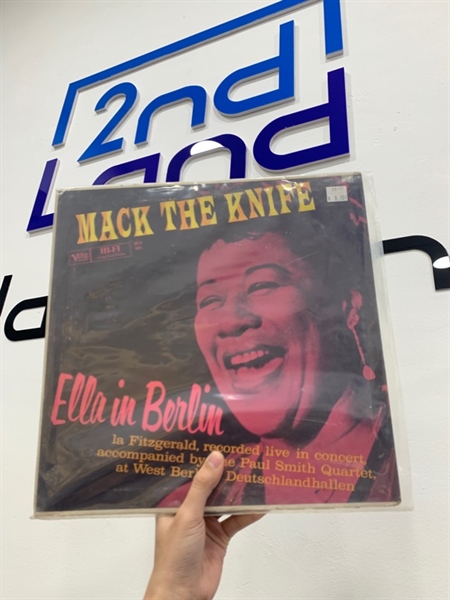 2nd
Land
MACK THE KNIFE
HI-FI
Ella in Berlin
la Fitzgerald, recorded live in concert
accompanied by Paul Smith Quartet,
at West Ber Deutschlandhallen